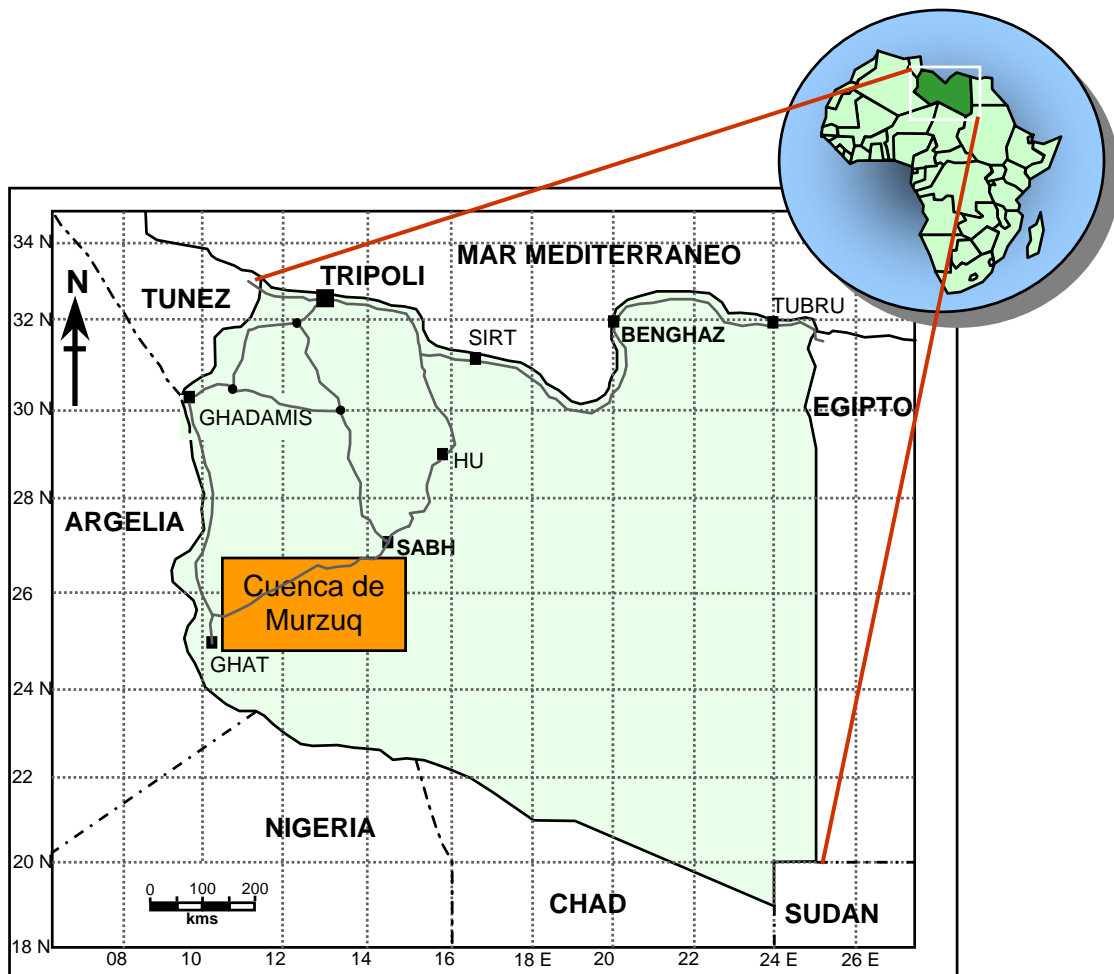 34 N
MAR MEDITERRANEO
N
TRIPOLI
TUNEZ
32 N
SIRT
BENGHAZ
TUBRU
30 N
GHADAMIS
EGIPTO
HU
28 N
ARGELIA
SABH
26 N
Cuenca de
Murzuq
GHAT
24 N
22 N
NIGERIA
20 N
0 100 200
kms
CHAD
SUDAN
18 N
08 10 12 14 16 18 E 20 22 24 E 26 E